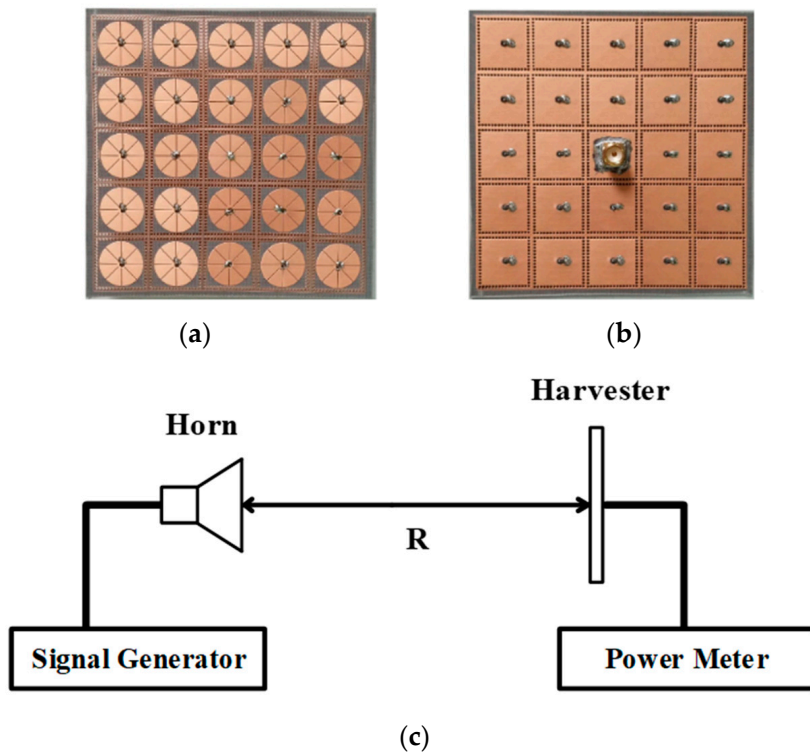 (a)
(b)
Harvester
Horn
R
Signal Generator
Power Meter
(c)